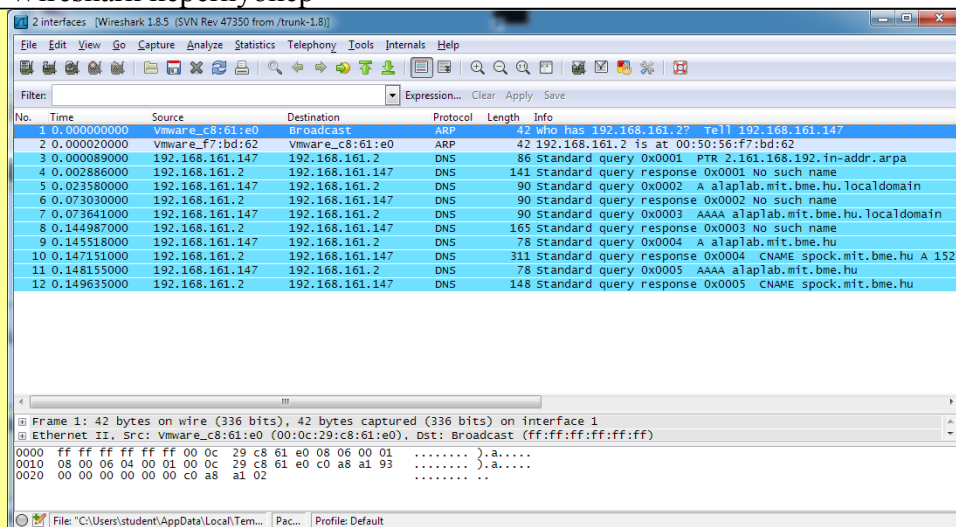 Wireshark képernyőkép
2 interfaces [Wireshark 1.8.5 (SVN Rev 47350 from /trunk-1.8)]
File Edit View Go Capture Analyze Statistics Telephony Tools Internals Help
Filter: Expression... Clear Apply Save
No. Time Source Destination Protocol Length Info
1 0.000000000 Vmware_c8:61:e0 Broadcast ARP 42 Who has 192.168.161.2? Tell 192.168.161.147
2 0.000020000 Vmware_f7:bd:62 Vmware_c8:61:e0 ARP 42 192.168.161.2 is at 00:50:56:f7:bd:62
3 0.000089000 192.168.161.147 192.168.161.2 DNS 86 Standard query 0x0001 PTR 2.161.168.192.in-addr.arpa
4 0.002886000 192.168.161.2 192.168.161.147 DNS 141 Standard query response 0x0001 No such name
5 0.023580000 192.168.161.147 192.168.161.2 DNS 90 Standard query 0x0002 A alaplab.mit.bme.hu.localdomain
6 0.073030000 192.168.161.2 192.168.161.147 DNS 90 Standard query response 0x0002 No such name
7 0.073641000 192.168.161.147 192.168.161.2 DNS 90 Standard query 0x0003 AAAA alaplab.mit.bme.hu.localdomain
8 0.144987000 192.168.161.2 192.168.161.147 DNS 165 Standard query response 0x0003 No such name
9 0.145518000 192.168.161.147 192.168.161.2 DNS 78 Standard query 0x0004 A alaplab.mit.bme.hu
10 0.147151000 192.168.161.2 192.168.161.147 DNS 311 Standard query response 0x0004 CNAME spock.mit.bme.hu A 152
11 0.148155000 192.168.161.147 192.168.161.2 DNS 78 Standard query 0x0005 AAAA alaplab.mit.bme.hu
12 0.149635000 192.168.161.2 192.168.161.147 DNS 148 Standard query response 0x0005 CNAME spock.mit.bme.hu
Frame 1: 42 bytes on wire (336 bits), 42 bytes captured (336 bits) on interface 1
Ethernet II, Src: Vmware_c8:61:e0 (00:0c:29:c8:61:e0), Dst: Broadcast (ff:ff:ff:ff:ff:ff)
0000 ff ff ff ff ff ff 00 0c 29 c8 61 e0 08 06 00 01 ........ ).a.....
0010 08 00 06 04 00 01 00 0c 29 c8 61 e0 c0 a8 a1 93 ........ ).a.....
0020 00 00 00 00 00 00 c0 a8 a1 02 ........ ..
File: "C:\Users\student\AppData\Local\Tem... Pac... Profile: Default